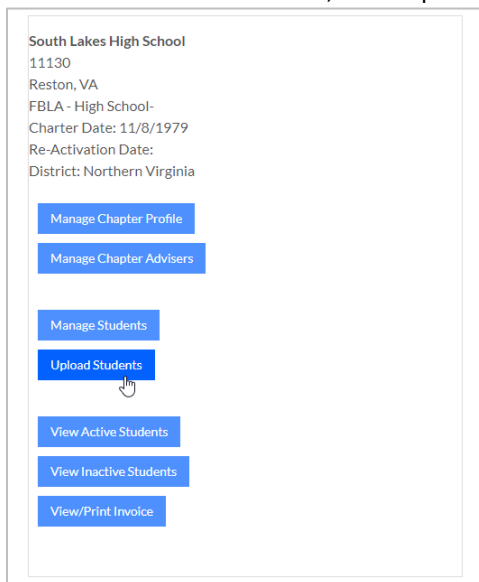 South Lakes High School
11130
Reston, VA
FBLA - High School-
Charter Date: 11/8/1979
Re-Activation Date:
District: Northern Virginia
Manage Chapter Profile
Manage Chapter Advisers
Manage Students
Upload Students
View Active Students
View Inactive Students
View/Print Invoice